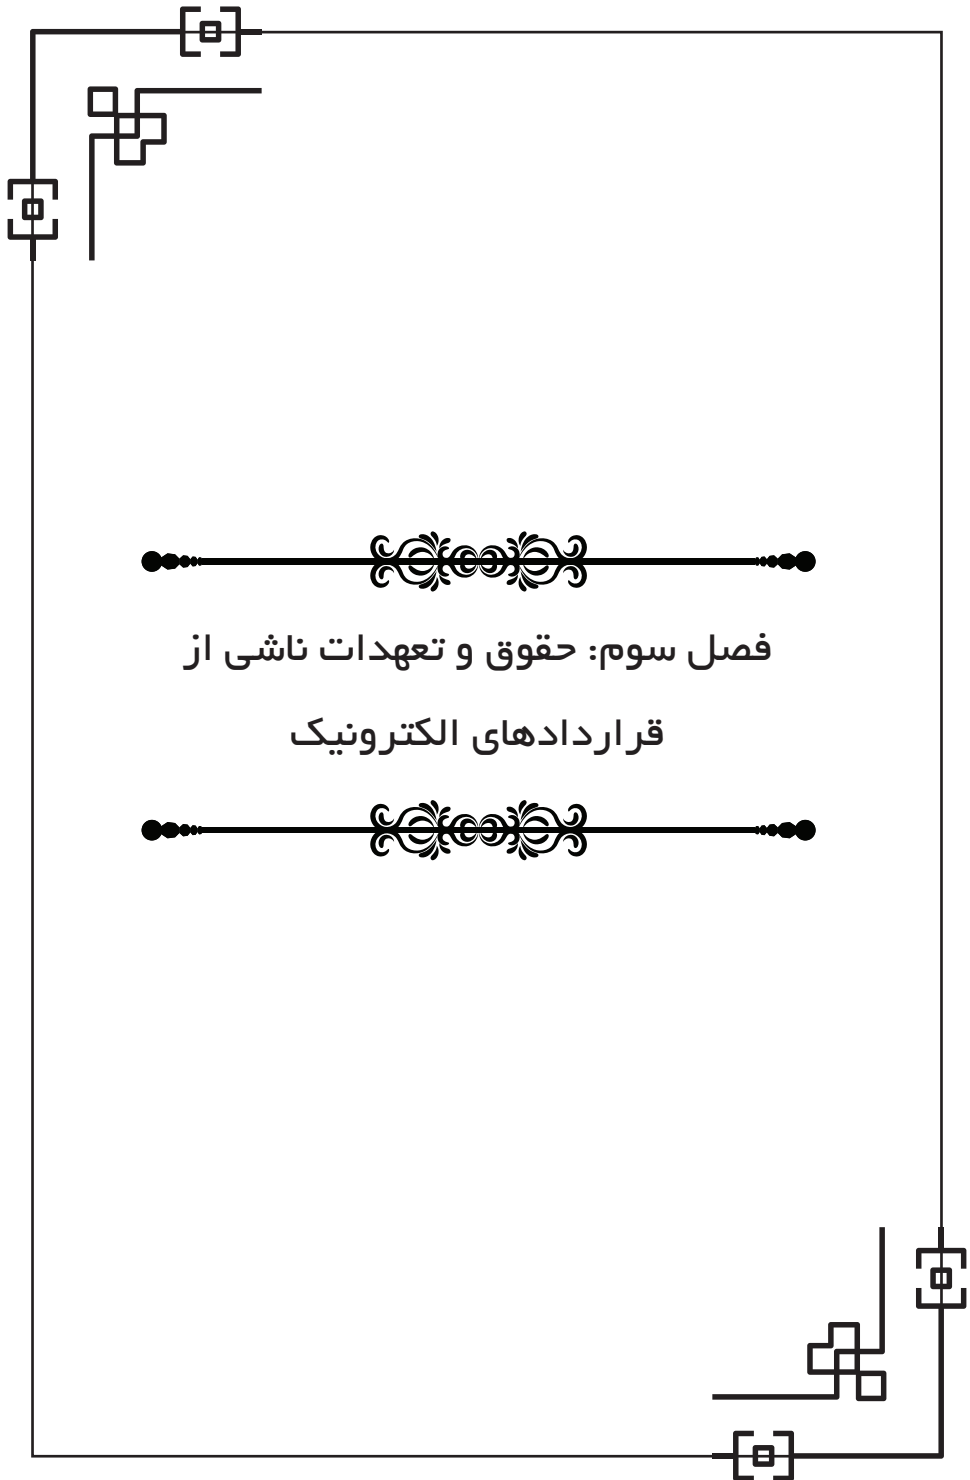 فصل سوم: حقوق و تعهدات ناشی از
قراردادهای الکترونیک